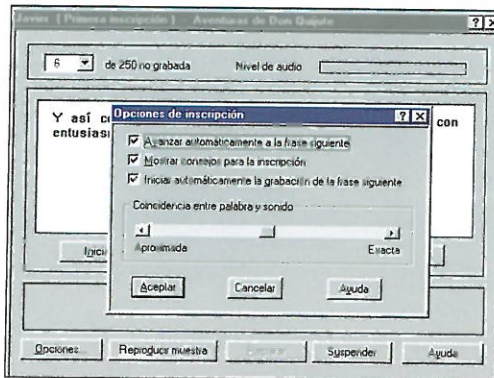 Javier ( Primera inscripción ) - Aventuras de Don Quijote
6 de 250 no grabada Nivel de audio
Y así con
entusias
Opciones de inscripción
Avanzar automáticamente a la frase siguiente
Mostrar consejos para la inscripción
Iniciar automáticamente la grabación de la frase siguiente
Coincidencia entre palabra y sonido
Aproximada Exacta
Aceptar Cancelar Ayuda
Inici
Opciones... Reproducir muestra Suspender Ayuda